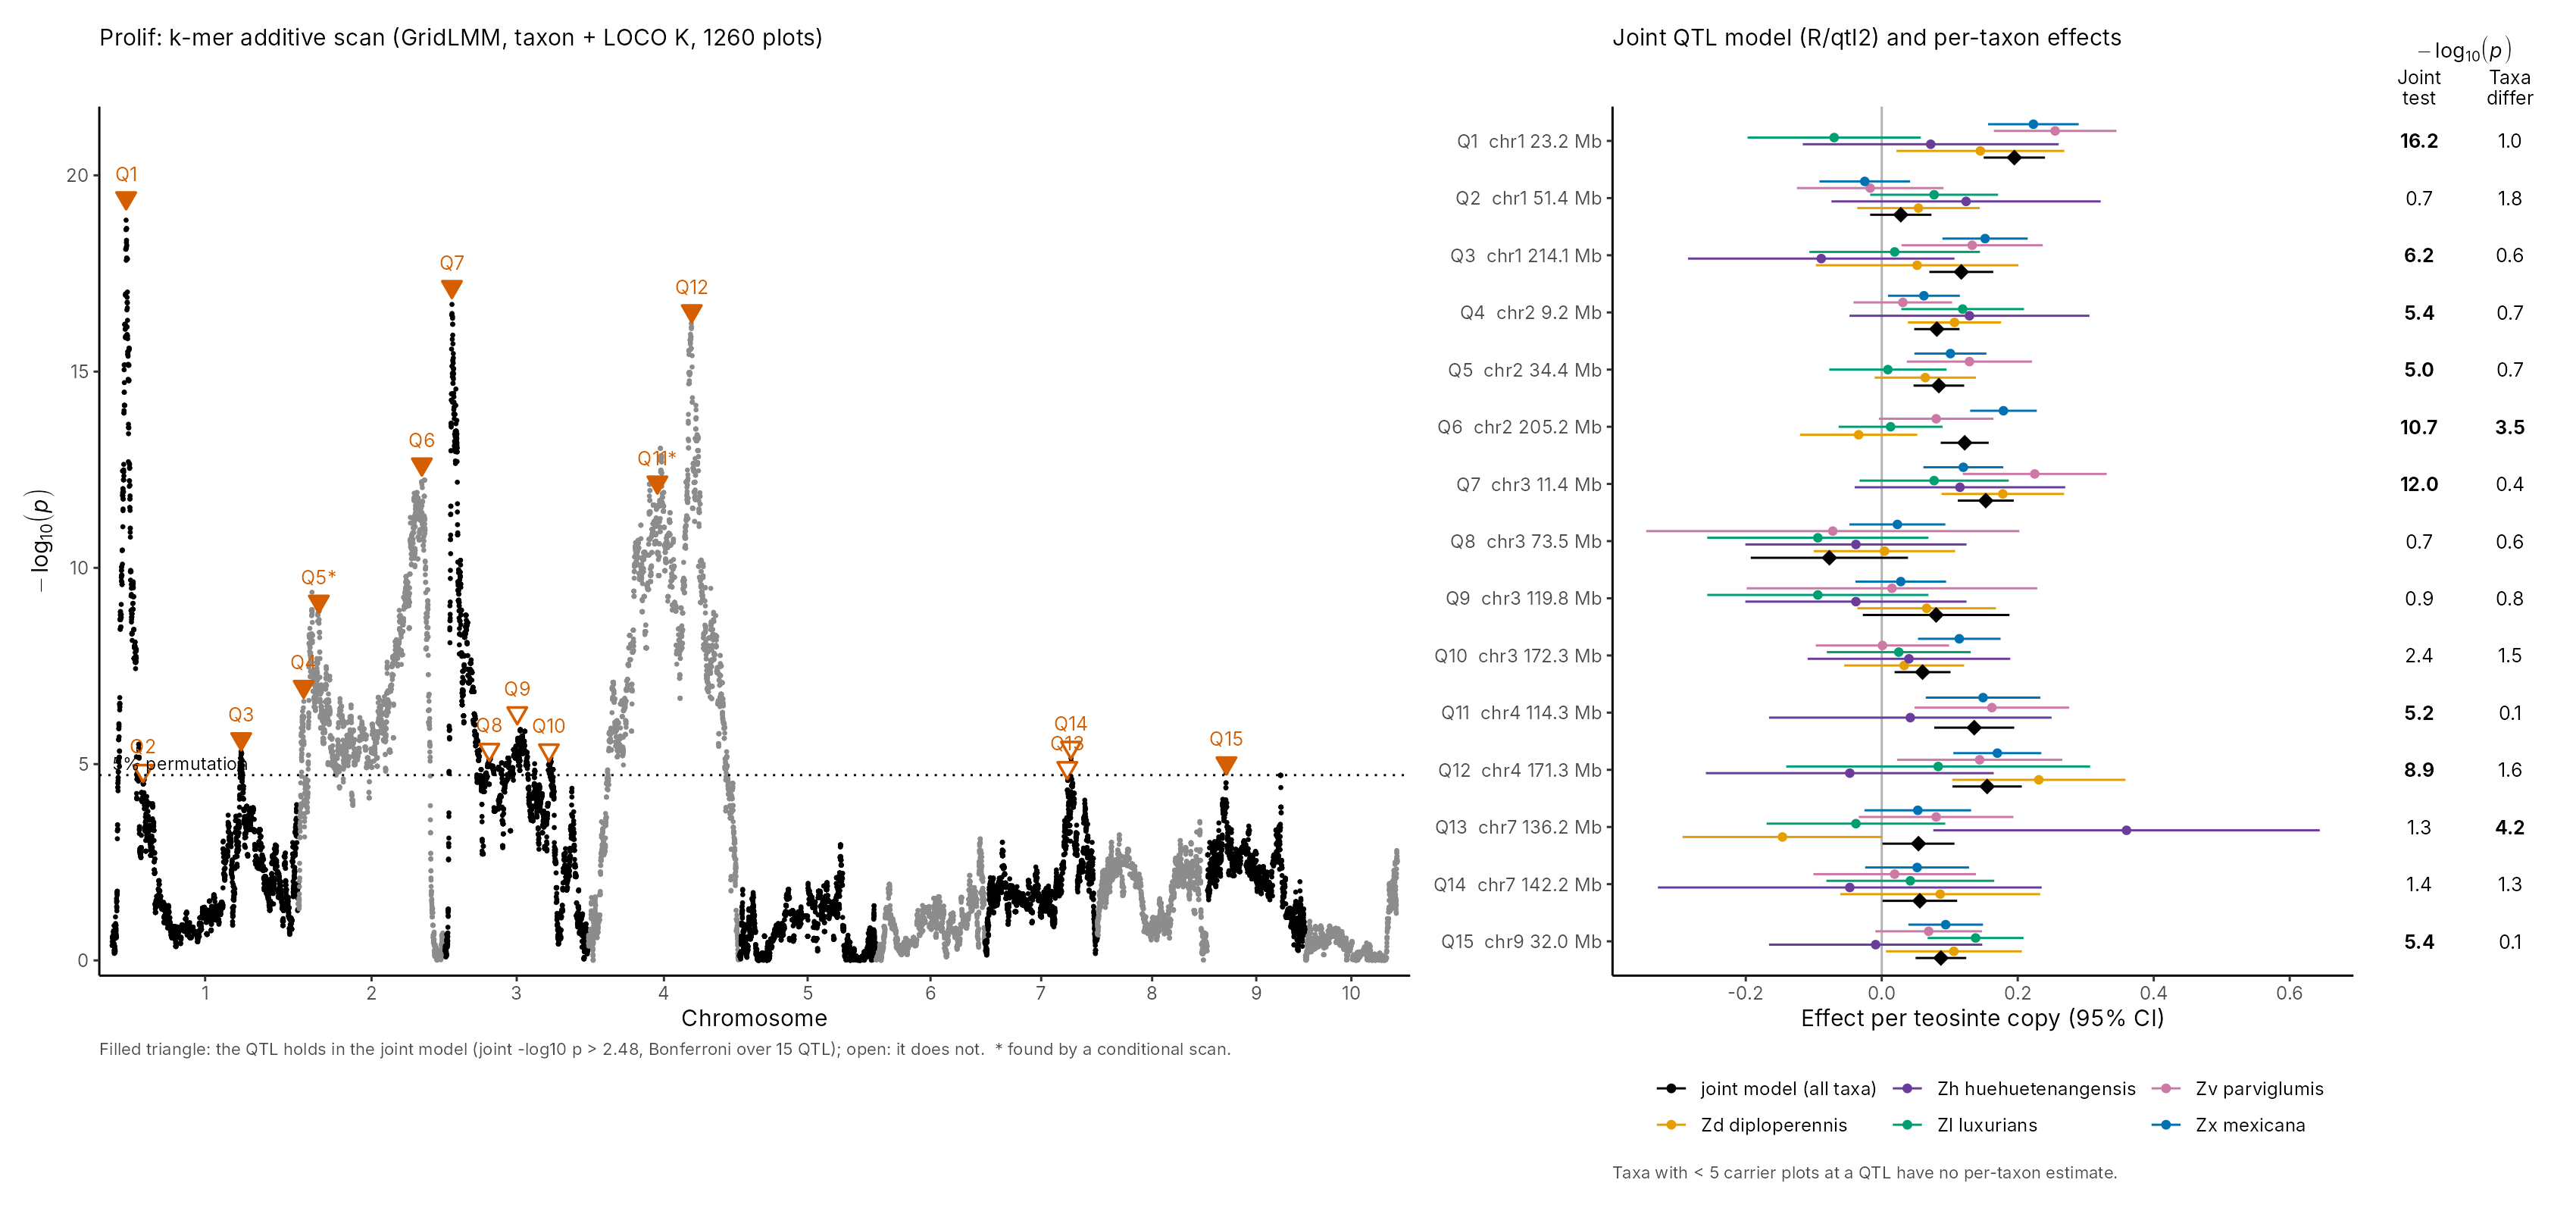 Prolif: k-mer additive scan (GridLMM, taxon + LOCO K, 1260 plots)
− log10(p)
20
15
10
5
0
Q1
Q2
5% permutation
Q3
Q4
Q5*
Q6
Q7
Q8
Q9
Q10
Q11*
Q12
Q13
Q14
Q15
1 2 3 4 5 6 7 8 9 10
Chromosome
Filled triangle: the QTL holds in the joint model (joint -log10 p > 2.48, Bonferroni over 15 QTL); open: it does not. * found by a conditional scan.
Joint QTL model (R/qtl2) and per-taxon effects
− log10(p)
Joint Taxa
test differ
Q1 chr1 23.2 Mb 16.2 1.0
Q2 chr1 51.4 Mb 0.7 1.8
Q3 chr1 214.1 Mb 6.2 0.6
Q4 chr2 9.2 Mb 5.4 0.7
Q5 chr2 34.4 Mb 5.0 0.7
Q6 chr2 205.2 Mb 10.7 3.5
Q7 chr3 11.4 Mb 12.0 0.4
Q8 chr3 73.5 Mb 0.7 0.6
Q9 chr3 119.8 Mb 0.9 0.8
Q10 chr3 172.3 Mb 2.4 1.5
Q11 chr4 114.3 Mb 5.2 0.1
Q12 chr4 171.3 Mb 8.9 1.6
Q13 chr7 136.2 Mb 1.3 4.2
Q14 chr7 142.2 Mb 1.4 1.3
Q15 chr9 32.0 Mb 5.4 0.1
-0.2 0.0 0.2 0.4 0.6
Effect per teosinte copy (95% CI)
joint model (all taxa) Zh huehuetenangensis Zv parviglumis
Zd diploperennis Zl luxurians Zx mexicana
Taxa with < 5 carrier plots at a QTL have no per-taxon estimate.